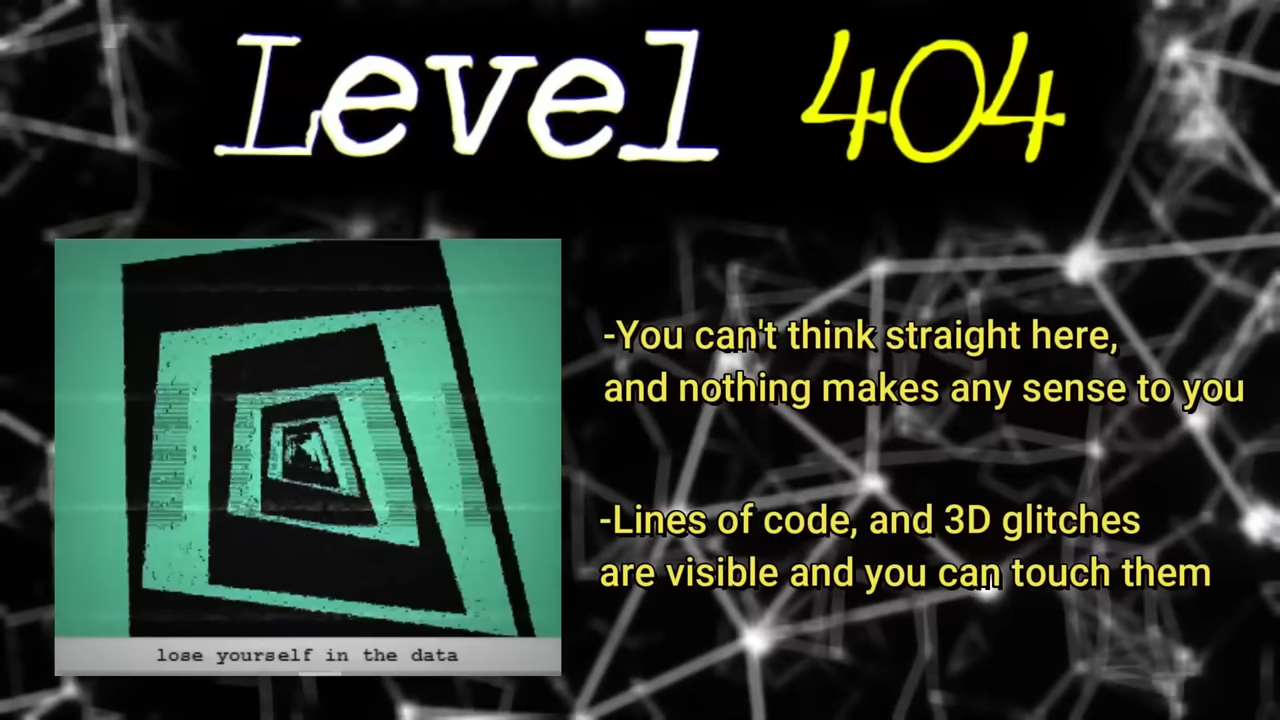 Level 404
-You can't think straight here,
and nothing makes any sense to you
-Lines of code, and 3D glitches
are visible and you can touch them
lose yourself in the data